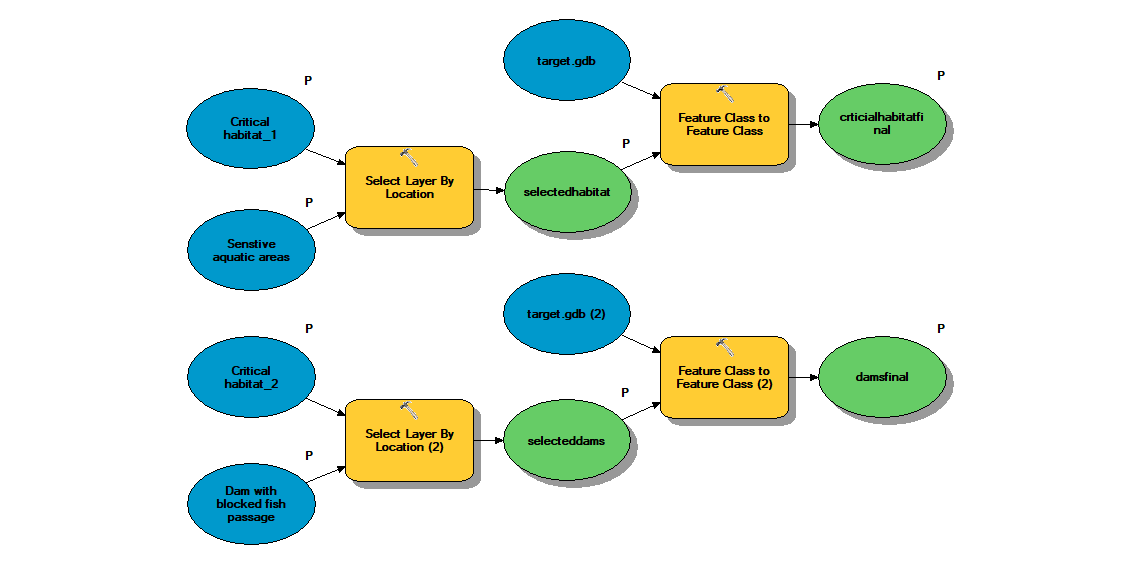 target.gdb
P
P
Critical
habitat_1
Feature Class to
Feature Class
crticialhabitatfi
nal
P
Select Layer By
Location
selectedhabitat
P
Senstive
aquatic areas
target.gdb (2)
P
P
Critical
habitat_2
Feature Class to
Feature Class (2)
damsfinal
P
Select Layer By
Location (2)
selecteddams
P
Dam with
blocked fish
passage